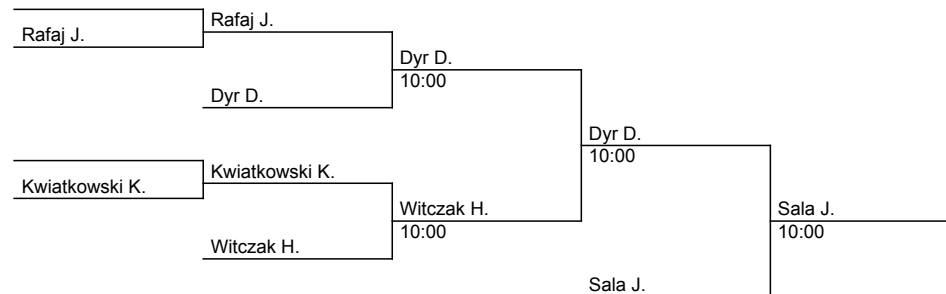 Rafaj J.
Rafaj J.
Dyr D.
10:00
Dyr D.
Dyr D.
10:00
Kwiatkowski K.
Kwiatkowski K.
Witczak H.
10:00
Witczak H.
Sala J.
10:00
Sala J.